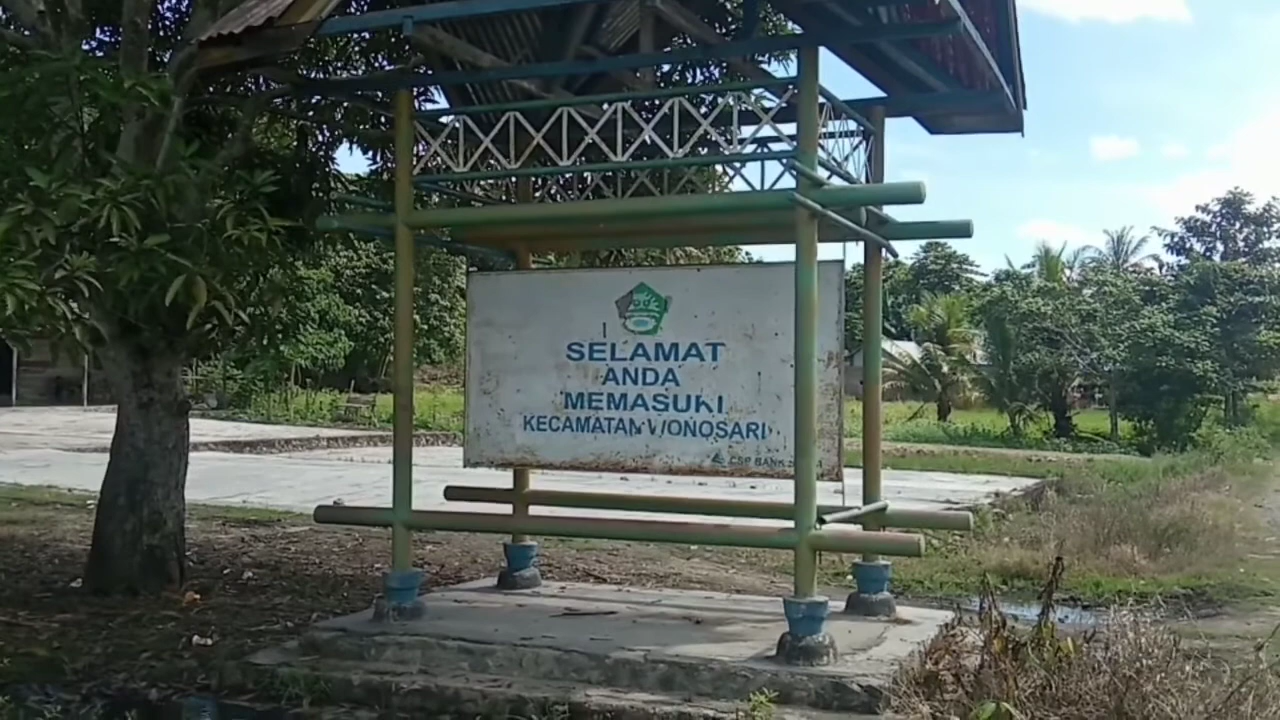 SELAMAT
ANDA
MEMASUKI
KECAMATAN WONOSARI
BANK